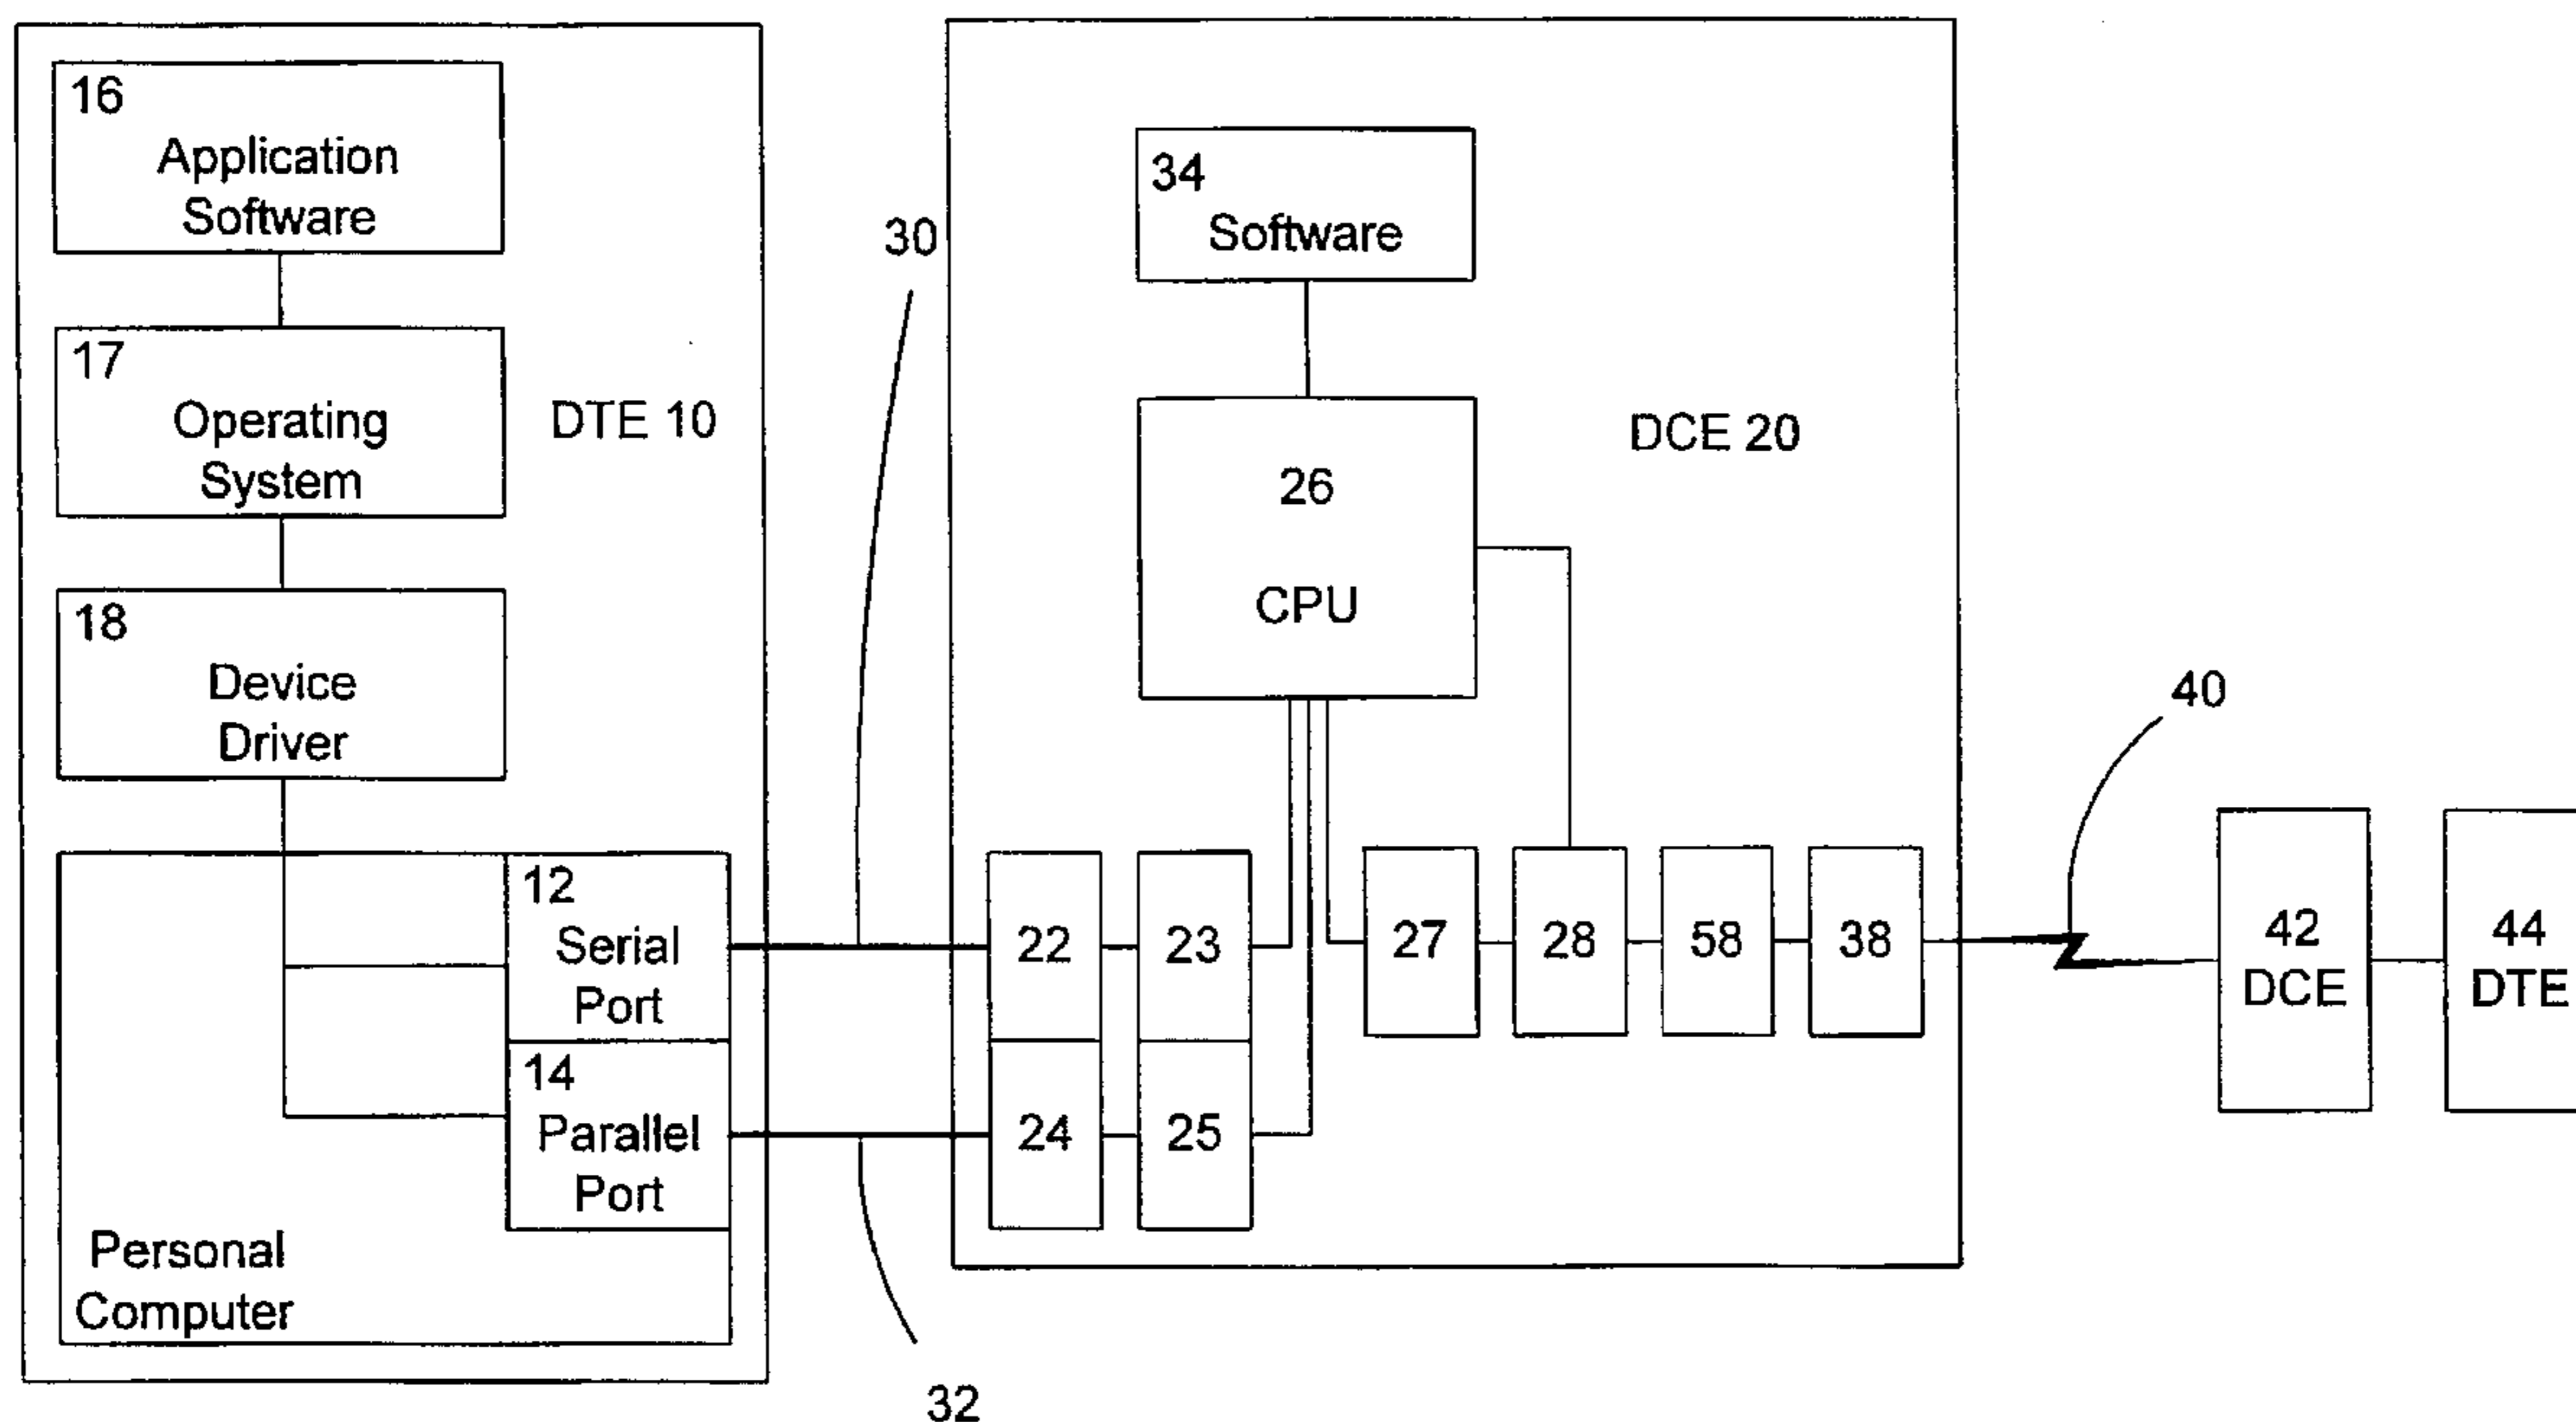 16
Application
Software
17
Operating
System
DTE 10
18
Device
Driver
12
Serial
Port
14
Parallel
Port
Personal
Computer
30
32
34
Software
26
CPU
DCE 20
22
23
24
25
27
28
58
38
40
42
DCE
44
DTE